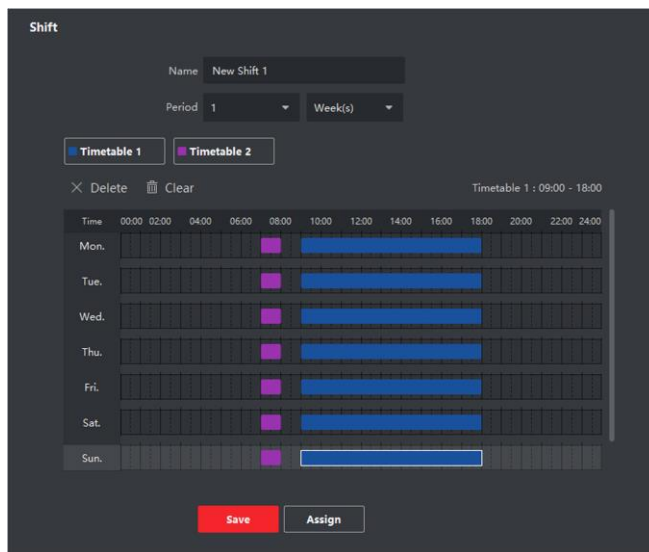 Shift
Name New Shift 1
Period 1 Week(s)
Timetable 1 Timetable 2
Delete Clear Timetable 1 : 09:00 - 18:00
Time 00:00 02:00 04:00 06:00 08:00 10:00 12:00 14:00 16:00 18:00 20:00 22:00 24:00
Mon.
Tue.
Wed.
Thu.
Fri.
Sat.
Sun.
Save Assign